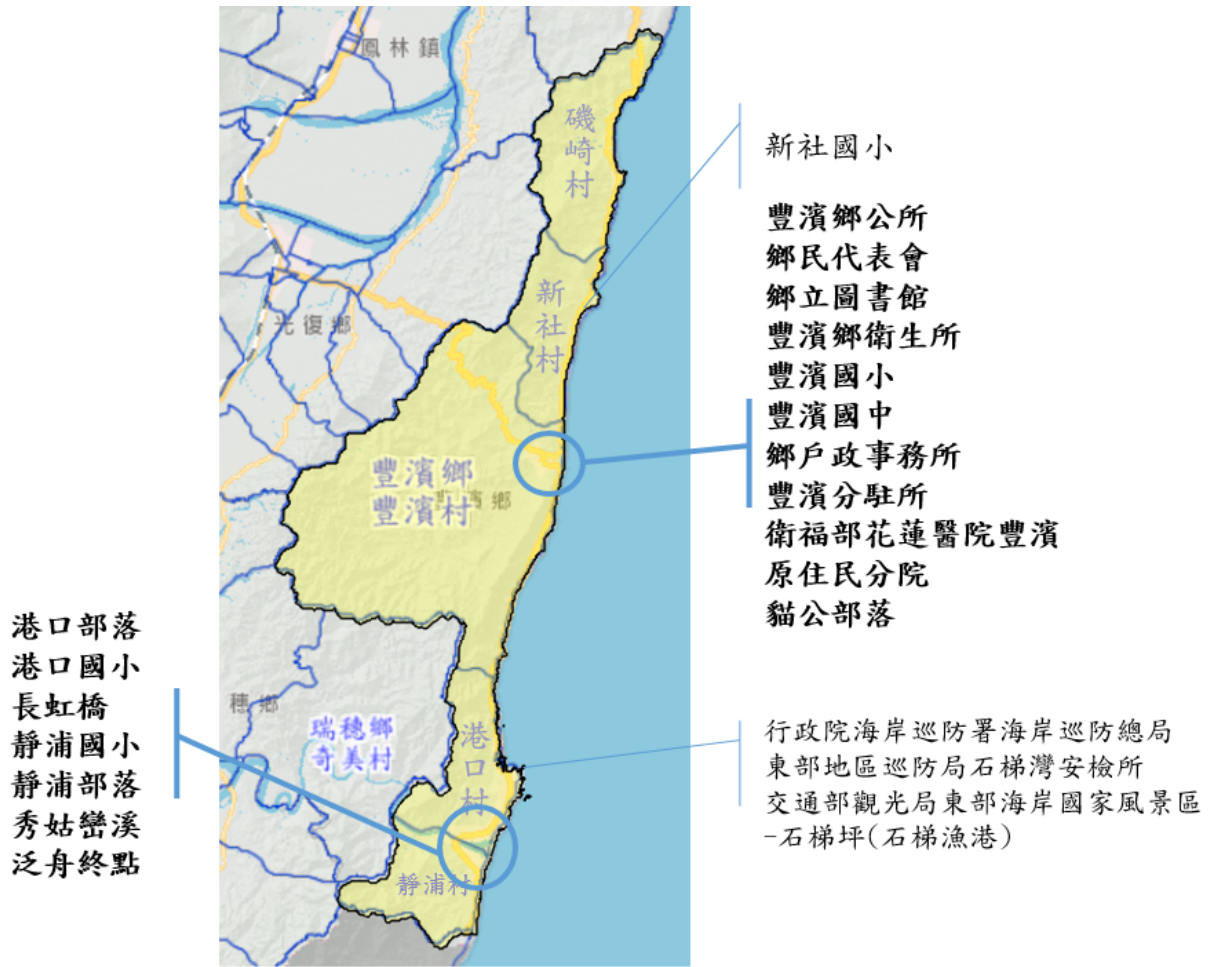 鳳林鎮
磯崎村
新社村
光復鄉
豐濱鄉
豐濱村
濱鄉
穗鄉
瑞穗鄉
奇美村
港口村
靜浦村
新社國小
豐濱鄉公所
鄉民代表會
鄉立圖書館
豐濱鄉衛生所
豐濱國小
豐濱國中
鄉戶政事務所
豐濱分駐所
衛福部花蓮醫院豐濱
原住民分院
貓公部落
港口部落
港口國小
長虹橋
靜浦國小
靜浦部落
秀姑巒溪
泛舟終點
行政院海岸巡防署海岸巡防總局
東部地區巡防局石梯灣安檢所
交通部觀光局東部海岸國家風景區
-石梯坪(石梯漁港)